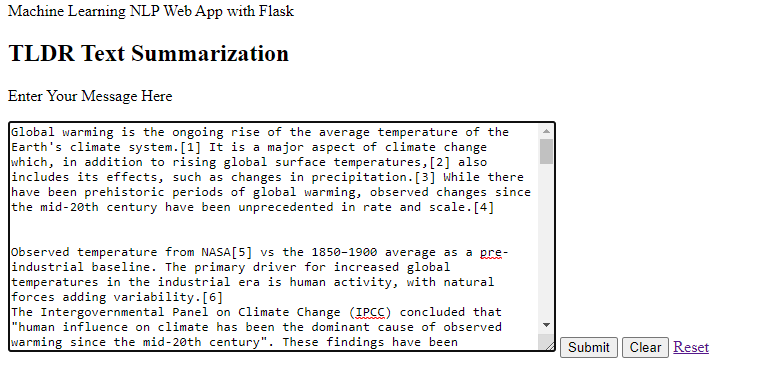 Machine Learning NLP Web App with Flask
TLDR Text Summarization
Enter Your Message Here
Global warming is the ongoing rise of the average temperature of the
Earth's climate system.[1] It is a major aspect of climate change
which, in addition to rising global surface temperatures,[2] also
includes its effects, such as changes in precipitation.[3] While there
have been prehistoric periods of global warming, observed changes since
the mid-20th century have been unprecedented in rate and scale.[4]
Observed temperature from NASA[5] vs the 1850–1900 average as a pre-
industrial baseline. The primary driver for increased global
temperatures in the industrial era is human activity, with natural
forces adding variability.[6]
The Intergovernmental Panel on Climate Change (IPCC) concluded that
"human influence on climate has been the dominant cause of observed
warming since the mid-20th century". These findings have been
Submit Clear Reset